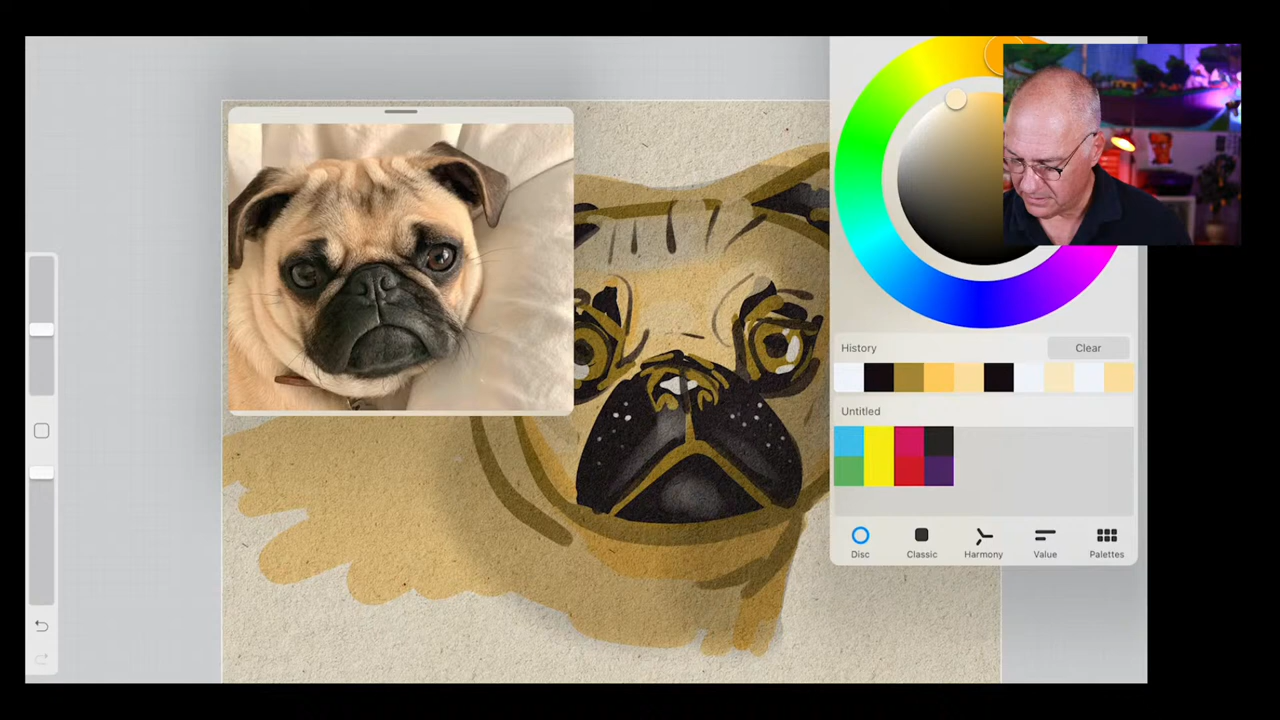 History
Clear
Untitled
Disc
Classic
Harmony
Value
Palettes